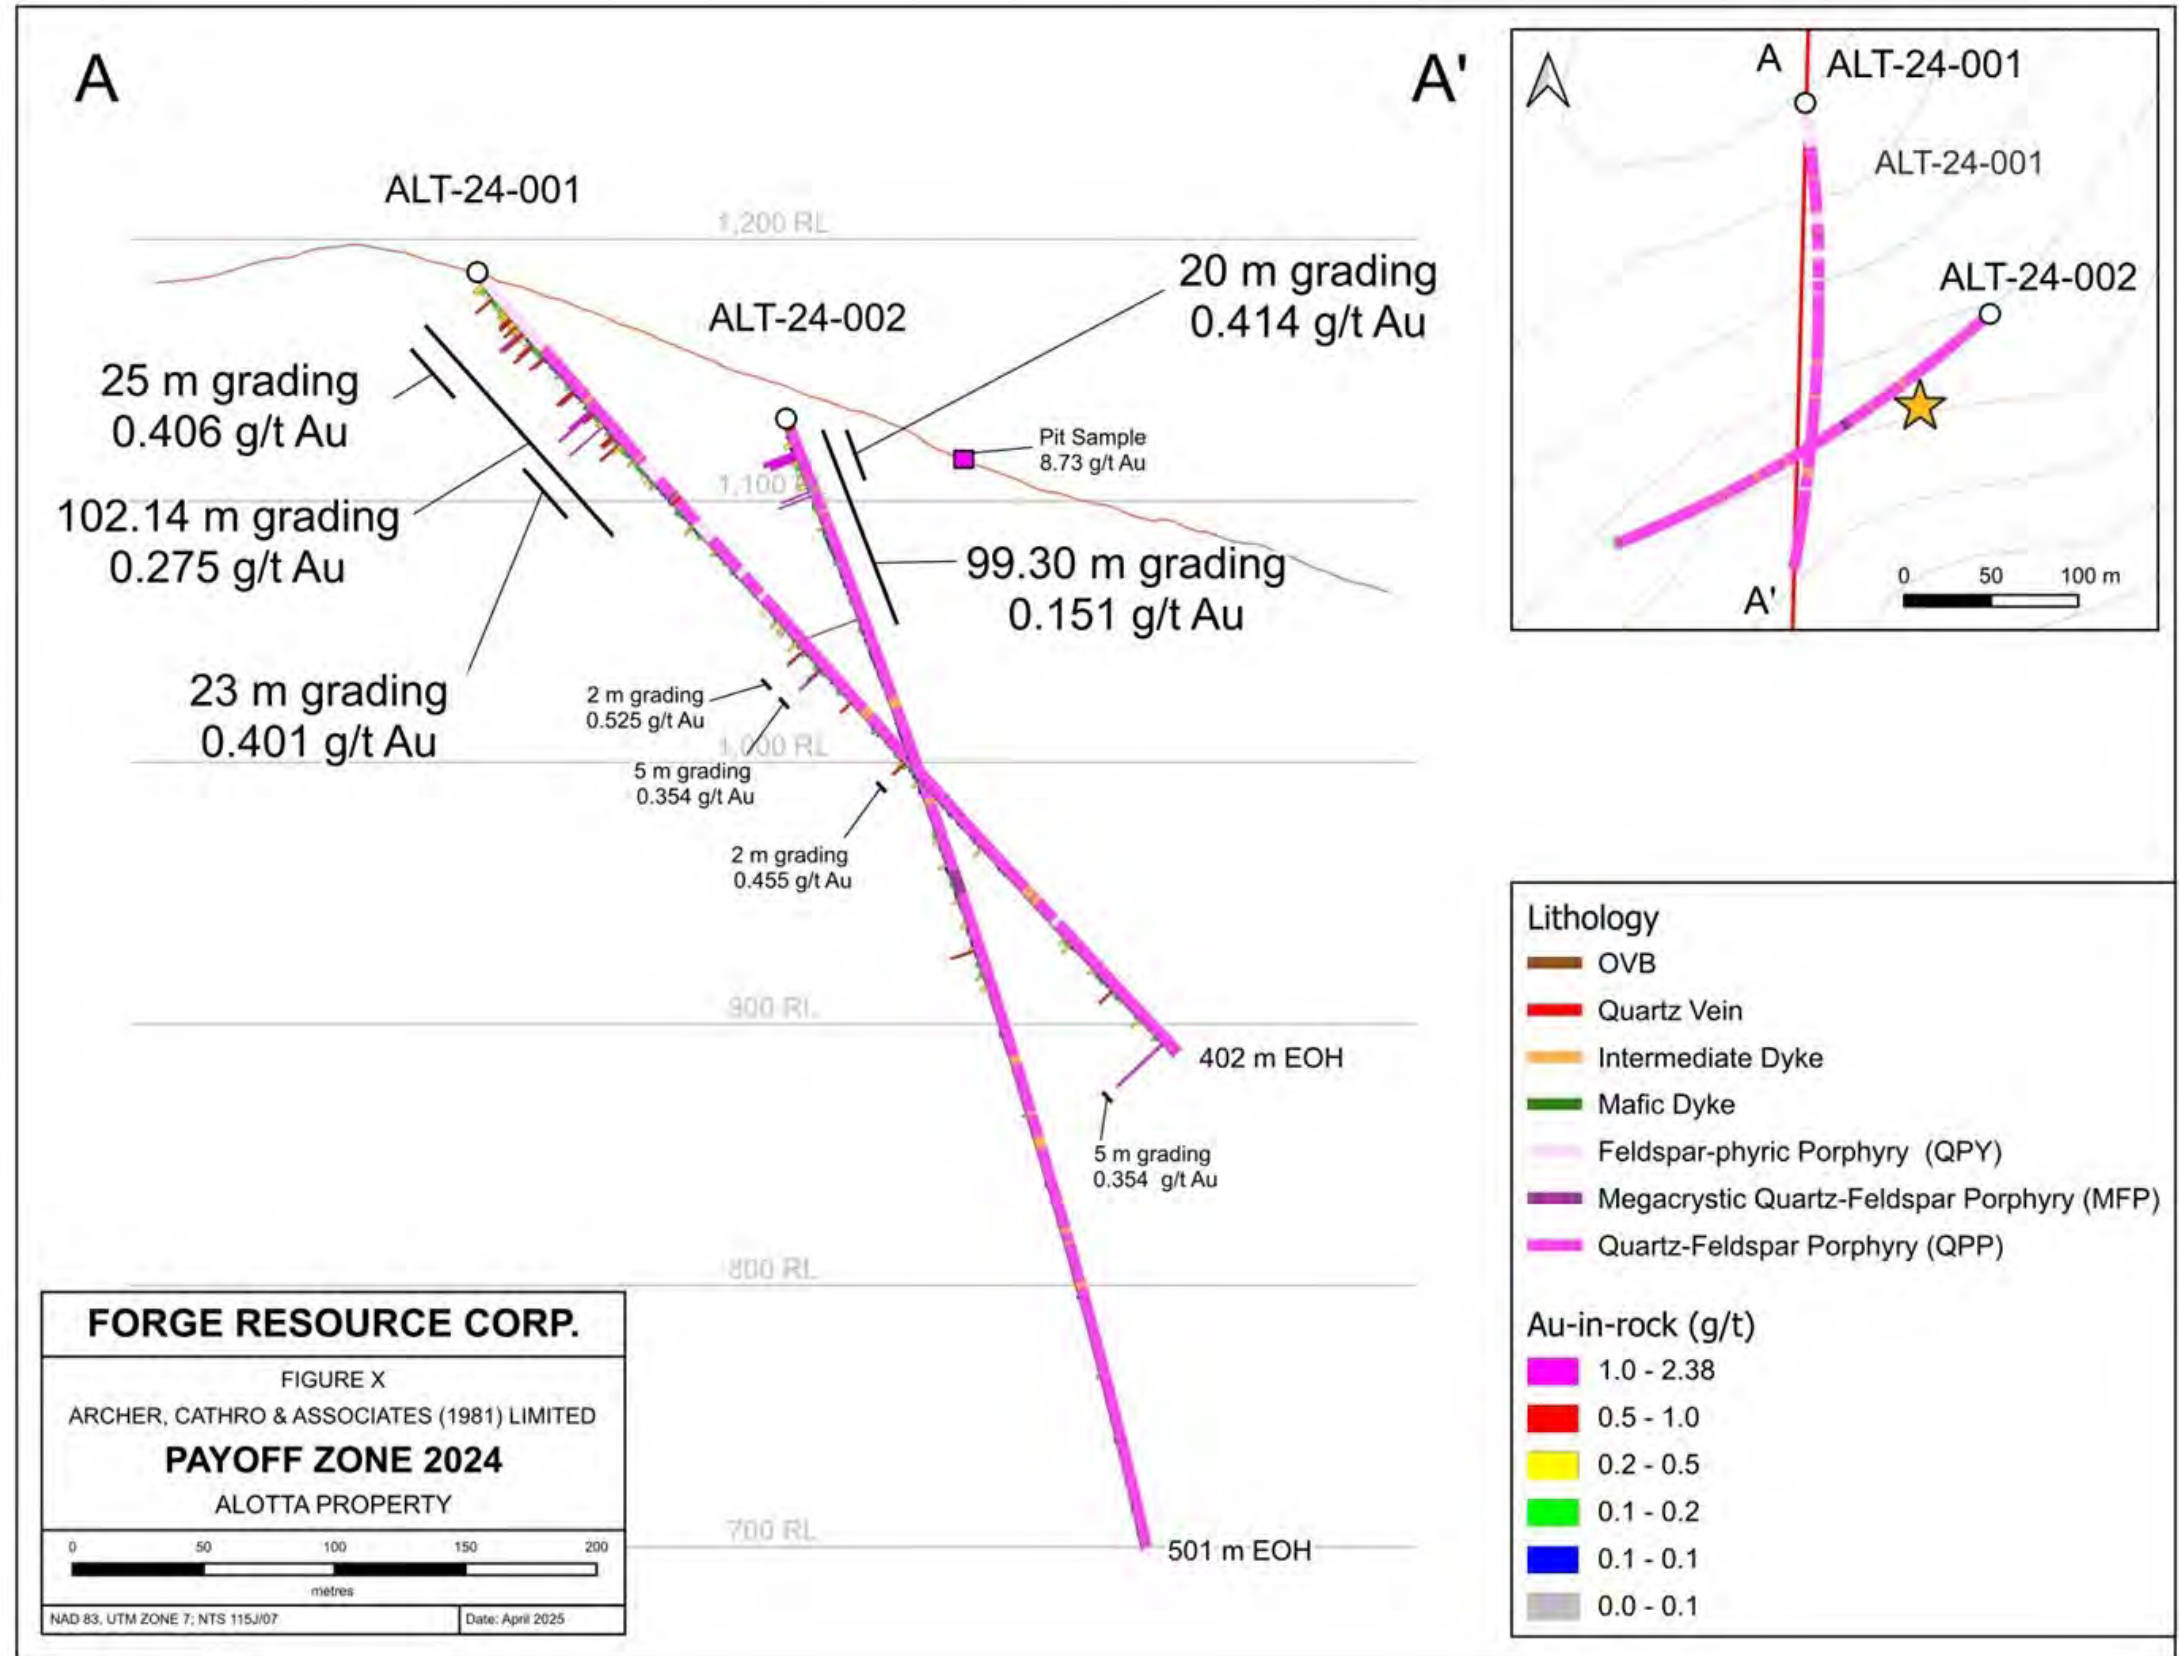 A
A'
ALT-24-001
1,200 RL
20 m grading
0.414 g/t Au
ALT-24-002
25 m grading
0.406 g/t Au
Pit Sample
8.73 g/t Au
1,100
102.14 m grading
0.275 g/t Au
99.30 m grading
0.151 g/t Au
23 m grading
0.401 g/t Au
2 m grading
0.525 g/t Au
1,000 RL
5 m grading
0.354 g/t Au
2 m grading
0.455 g/t Au
900 RL
402 m EOH
5 m grading
0.354 g/t Au
800 RL
700 RL
501 m EOH
A
ALT-24-001
ALT-24-001
ALT-24-002
0 50 100 m
A'
Lithology
OVB
Quartz Vein
Intermediate Dyke
Mafic Dyke
Feldspar-phyric Porphyry (QPY)
Megacrystic Quartz-Feldspar Porphyry (MFP)
Quartz-Feldspar Porphyry (QPP)
Au-in-rock (g/t)
1.0 - 2.38
0.5 - 1.0
0.2 - 0.5
0.1 - 0.2
0.1 - 0.1
0.0 - 0.1
FORGE RESOURCE CORP.
FIGURE X
ARCHER, CATHRO & ASSOCIATES (1981) LIMITED
PAYOFF ZONE 2024
ALOTTA PROPERTY
0 50 100 150 200
metres
NAD 83, UTM ZONE 7; NTS 115J/07
Date: April 2025